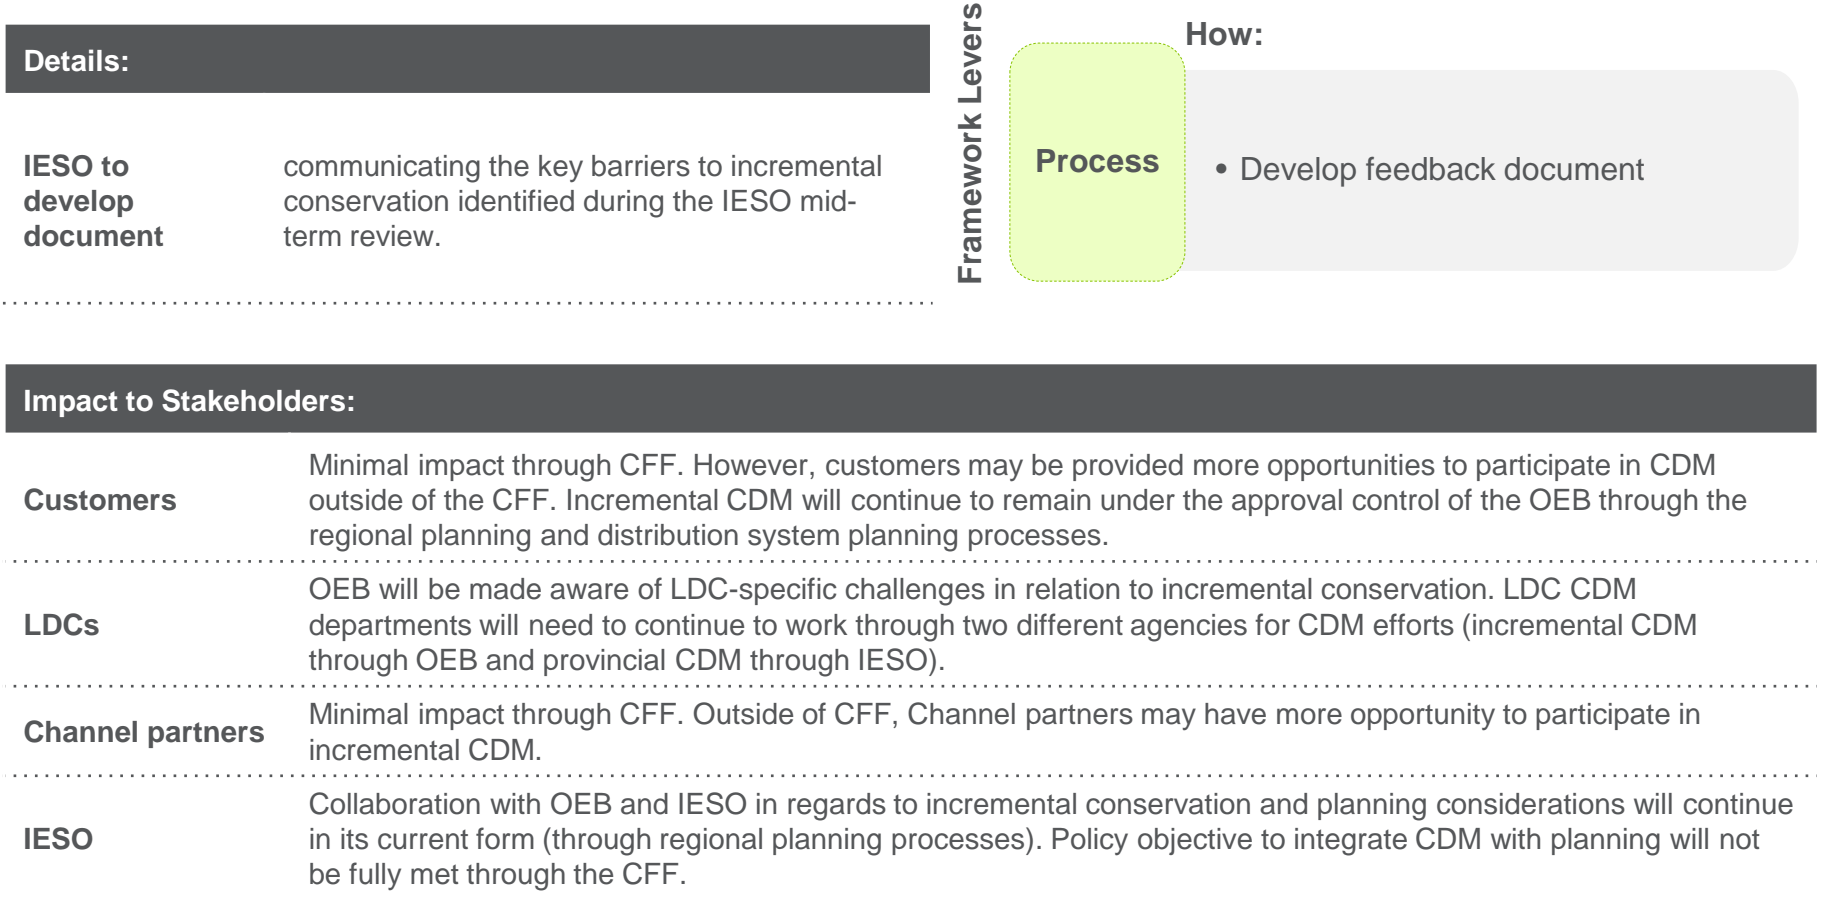 Details:
IESO to
develop
document
communicating the key barriers to incremental
conservation identified during the IESO mid-
term review.
Framework Levers
How:
Process
• Develop feedback document
Impact to Stakeholders:
Customers
Minimal impact through CFF. However, customers may be provided more opportunities to participate in CDM
outside of the CFF. Incremental CDM will continue to remain under the approval control of the OEB through the
regional planning and distribution system planning processes.
LDCs
OEB will be made aware of LDC-specific challenges in relation to incremental conservation. LDC CDM
departments will need to continue to work through two different agencies for CDM efforts (incremental CDM
through OEB and provincial CDM through IESO).
Channel partners
Minimal impact through CFF. Outside of CFF, Channel partners may have more opportunity to participate in
incremental CDM.
IESO
Collaboration with OEB and IESO in regards to incremental conservation and planning considerations will continue
in its current form (through regional planning processes). Policy objective to integrate CDM with planning will not
be fully met through the CFF.